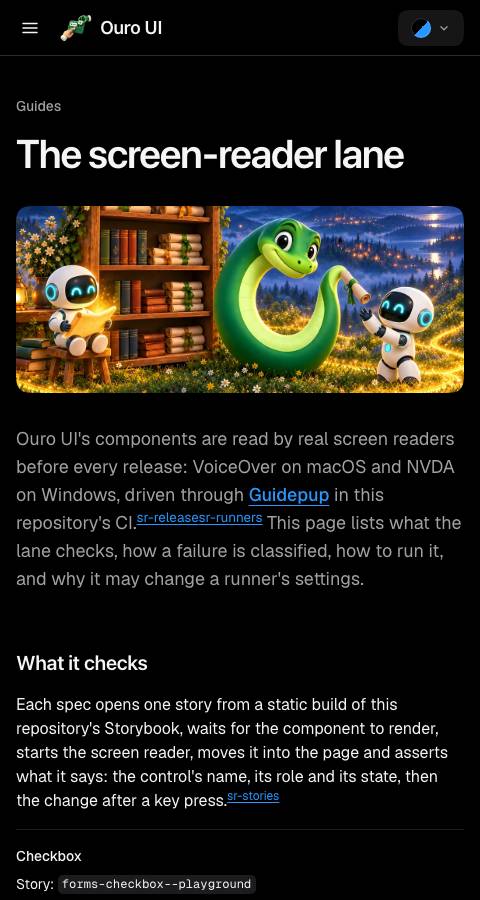 Ouro UI
Guides
The screen-reader lane
Ouro UI's components are read by real screen readers
before every release: VoiceOver on macOS and NVDA
on Windows, driven through Guidepup in this
repository's CI.sr-releasesr-runners This page lists what the
lane checks, how a failure is classified, how to run it,
and why it may change a runner's settings.
What it checks
Each spec opens one story from a static build of this
repository's Storybook, waits for the component to render,
starts the screen reader, moves it into the page and asserts
what it says: the control's name, its role and its state, then
the change after a key press.sr-stories
Checkbox
Story: forms-checkbox--playground